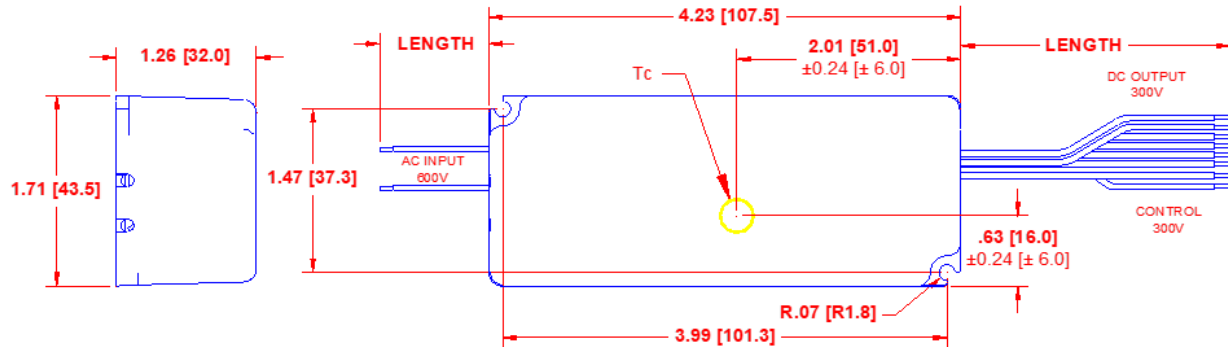 4.23 [107.5]
1.26 [32.0]
LENGTH
2.01 [51.0]
±0.24 [± 6.0]
LENGTH
Tc
DC OUTPUT
300V
AC INPUT
600V
1.47 [37.3]
1.71 [43.5]
CONTROL
300V
.63 [16.0]
±0.24 [± 6.0]
R.07 [R1.8]
3.99 [101.3]